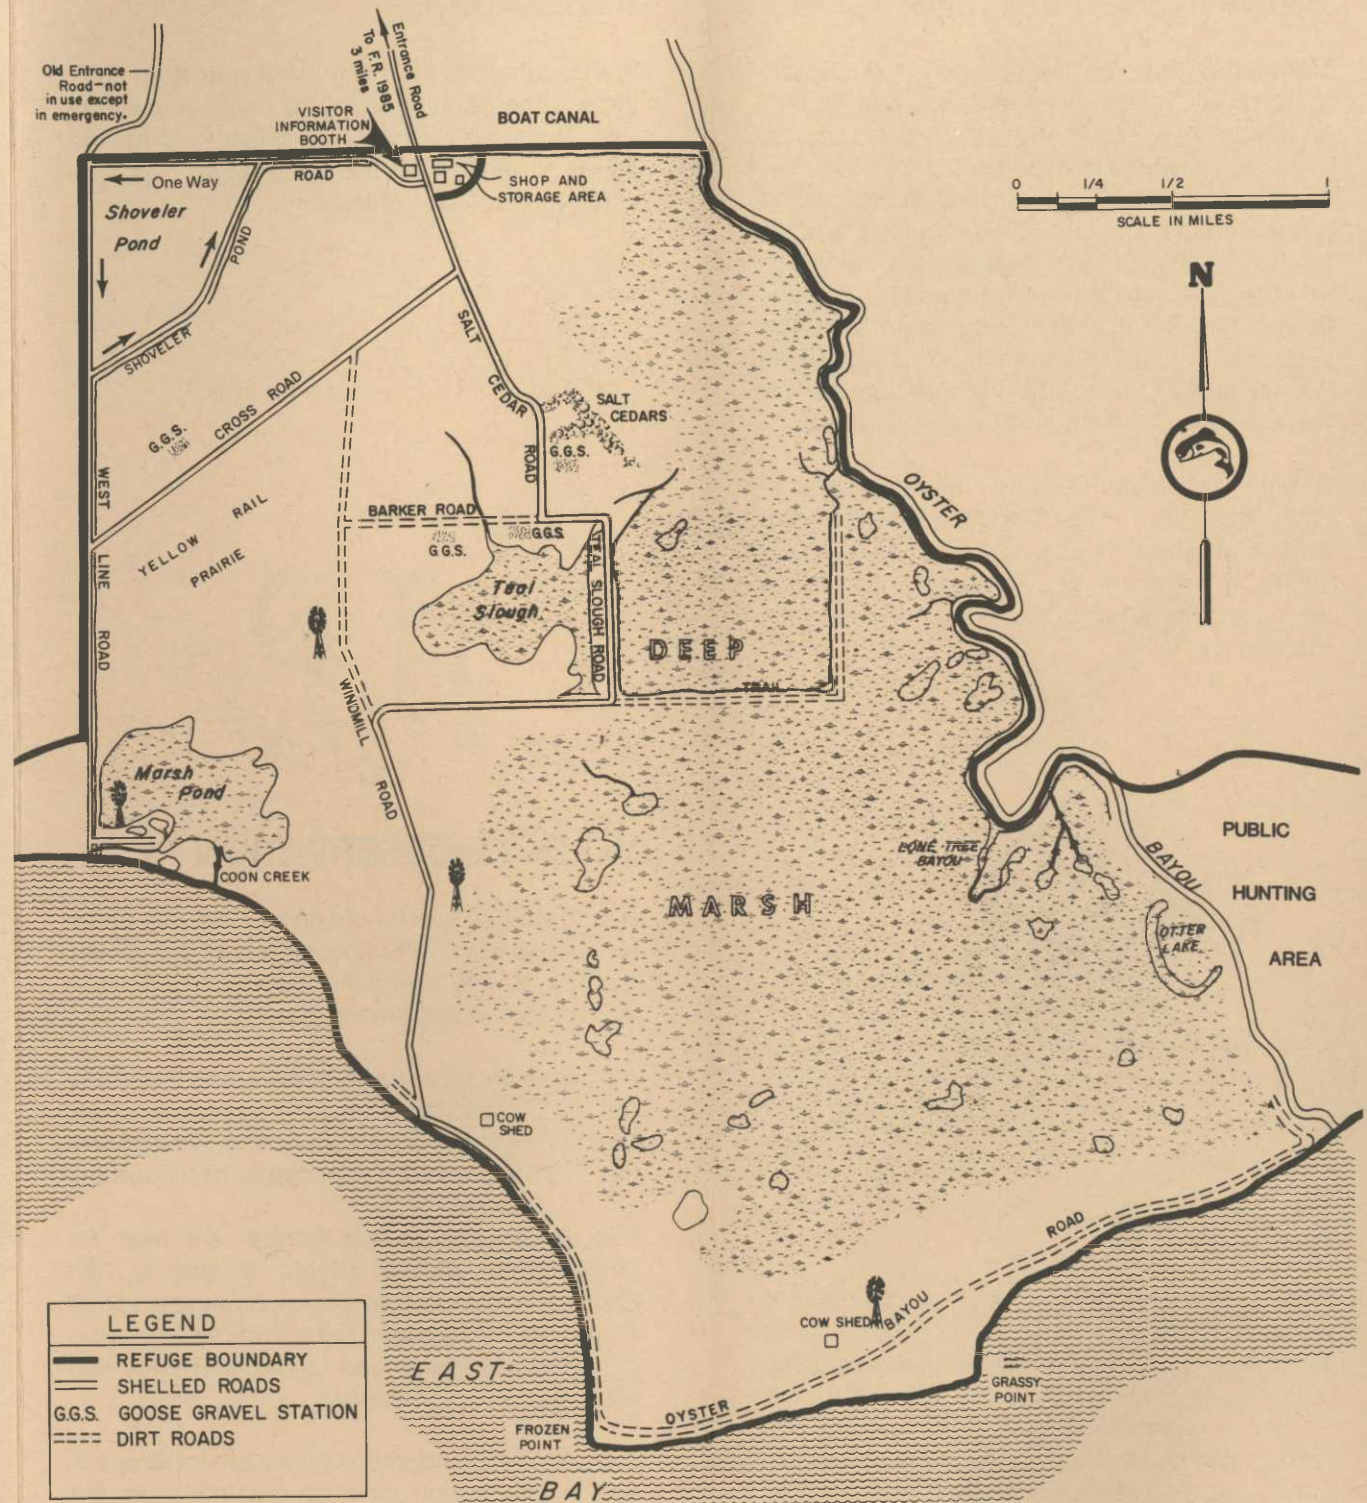 Old Entrance
Road-not
in use except
in emergency.
Entrance Road
To F.R. 1985
3 miles
VISITOR
INFORMATION
BOOTH
BOAT CANAL
ROAD
SHOP AND
STORAGE AREA
One Way
Shoveler
Pond
POND
SHOVELER
0 1/4 1/2 1
SCALE IN MILES
N
SALT
CEDAR
ROAD
SALT
CEDARS
G.G.S.
CROSS ROAD
G.G.S.
WEST
LINE
ROAD
YELLOW RAIL
PRAIRIE
BARKER ROAD
G.G.S.
G.G.S.
Teal
Slough
TEAL SLOUGH ROAD
OYSTER
DEEP
TRAIL
WINDMILL
ROAD
Marsh
Pond
COON CREEK
MARSH
LONE TREE
BAYOU
BAYOU
OTTER
LAKE
PUBLIC
HUNTING
AREA
COW
SHED
ROAD
BAYOU
COW SHED
OYSTER
GRASSY
POINT
FROZEN
POINT
EAST
BAY
LEGEND
REFUGE BOUNDARY
SHELLED ROADS
G.G.S. GOOSE GRAVEL STATION
DIRT ROADS